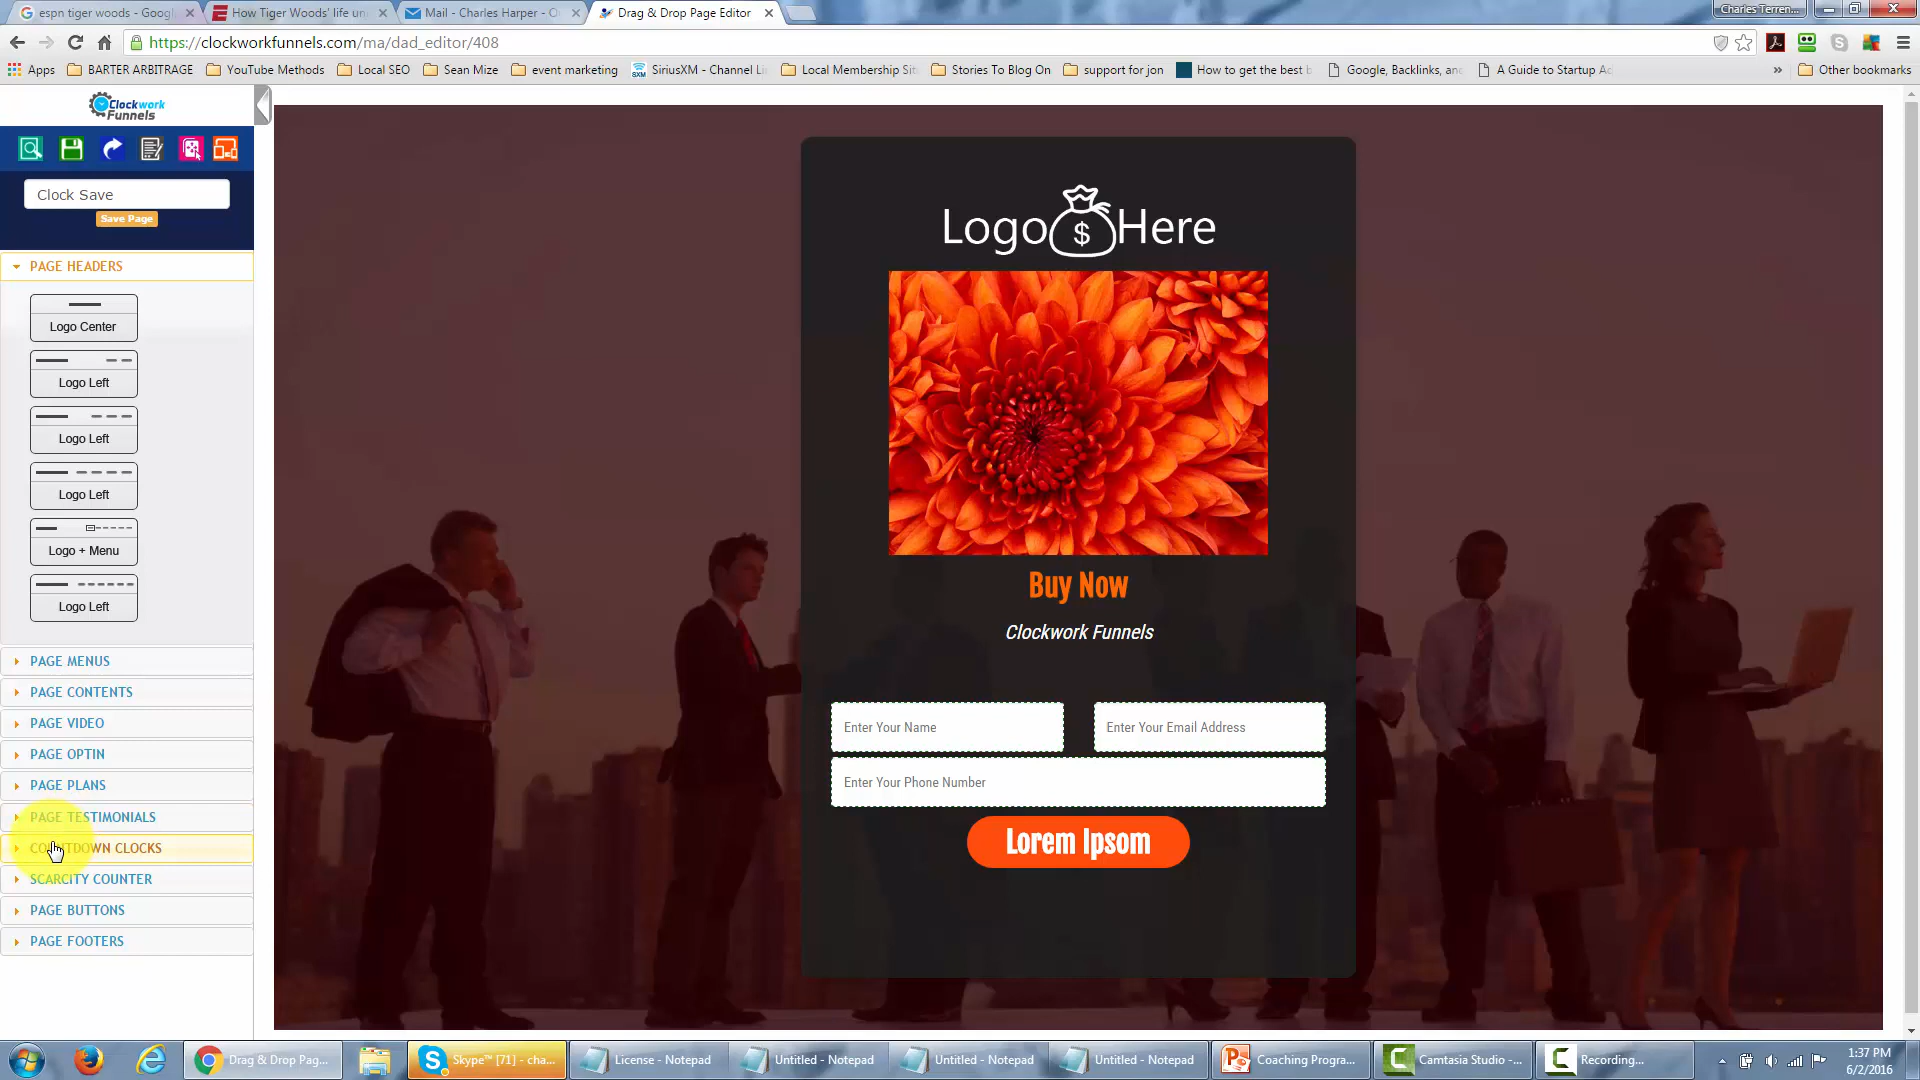 espn tiger woods - Goog
How Tiger Woods' life un
Mail - Charles Harper - O
Drag & Drop Page Editor
Charles Terren...
https://clockworkfunnels.com/ma/dad_editor/408
Apps
BARTER ARBITRAGE
YouTube Methods
Local SEO
Sean Mize
event marketing
SiriusXM - Channel Li
Local Membership Sit
Stories To Blog On
support for jon
How to get the best b
Google, Backlinks, an
A Guide to Startup Ac
»
Other bookmarks
Clockwork
Funnels
Clock Save
Save Page
PAGE HEADERS
Logo Center
Logo Left
Logo Left
Logo Left
Logo + Menu
Logo Left
PAGE MENUS
PAGE CONTENTS
PAGE VIDEO
PAGE OPTIN
PAGE PLANS
PAGE TESTIMONIALS
COUNTDOWN CLOCKS
SCARCITY COUNTER
PAGE BUTTONS
PAGE FOOTERS
Logo $ Here
Buy Now
Clockwork Funnels
Enter Your Name
Enter Your Email Address
Enter Your Phone Number
Lorem Ipsom
Drag & Drop Pag...
Skype™ [71] - cha...
License - Notepad
Untitled - Notepad
Untitled - Notepad
Untitled - Notepad
Coaching Progra...
Camtasia Studio -...
Recording...
1:37 PM
6/2/2016